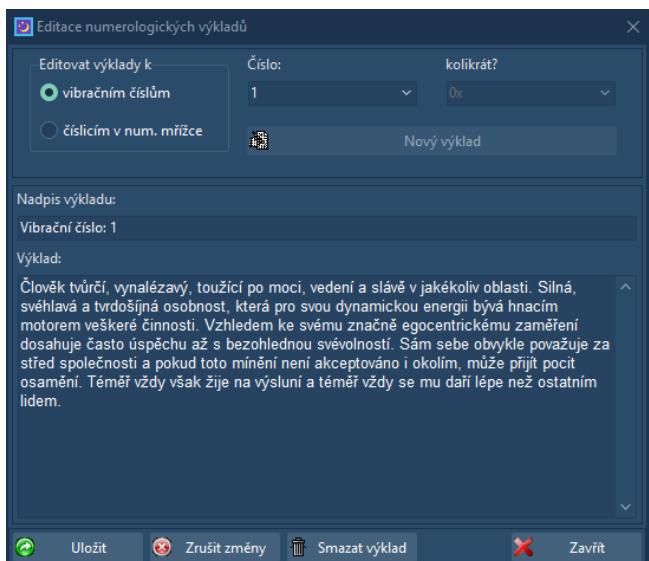 Editace numerologických výkladů
Editovat výklady k
Číslo:
kolikrát?
vibračním číslům
1
0x
číslicím v num. mřížce
Nový výklad
Nadpis výkladu:
Vibrační číslo: 1
Výklad:
Člověk tvůrčí, vynalézavý, toužící po moci, vedení a slávě v jakékoliv oblasti. Silná,
svéhlavá a tvrdošíjná osobnost, která pro svou dynamickou energii bývá hnacím
motorem veškeré činnosti. Vzhledem ke svému značně egocentrickému zaměření
dosahuje často úspěchu až s bezohlednou svévolností. Sám sebe obvykle považuje za
střed společnosti a pokud toto mínění není akceptováno i okolím, může přijít pocit
osamění. Téměř vždy však žije na výsluní a téměř vždy se mu daří lépe než ostatním
lidem.
Uložit
Zrušit změny
Smazat výklad
Zavřít